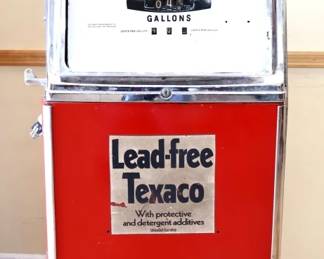 GALLONS
Lead-free
Texaco
With protective
and detergent additives